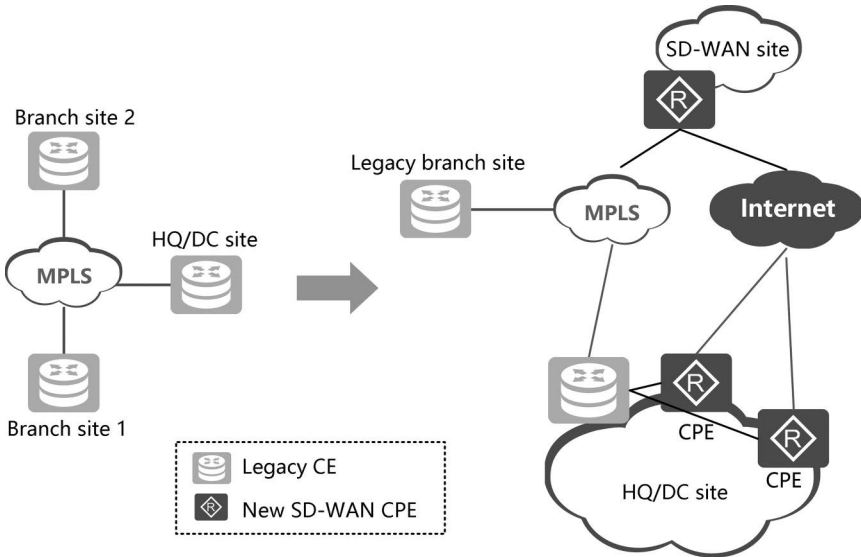 Branch site 2
HQ/DC site
MPLS
Branch site 1
SD-WAN site
R
Legacy branch site
MPLS
Internet
R
CPE
R
CPE
HQ/DC site
Legacy CE
R
New SD-WAN CPE